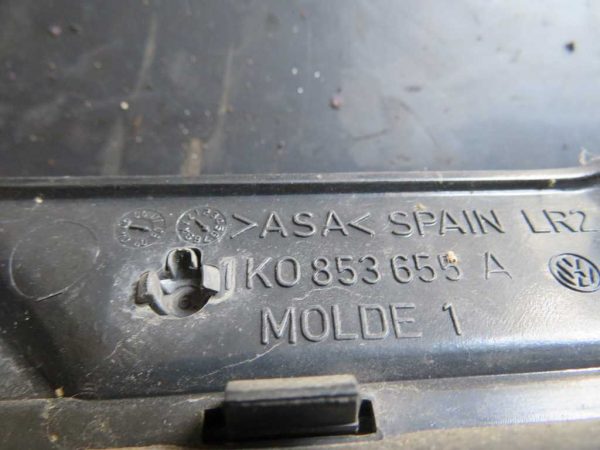 >ASA< SPAIN LR2
1K0 853 655 A
MOLDE 1